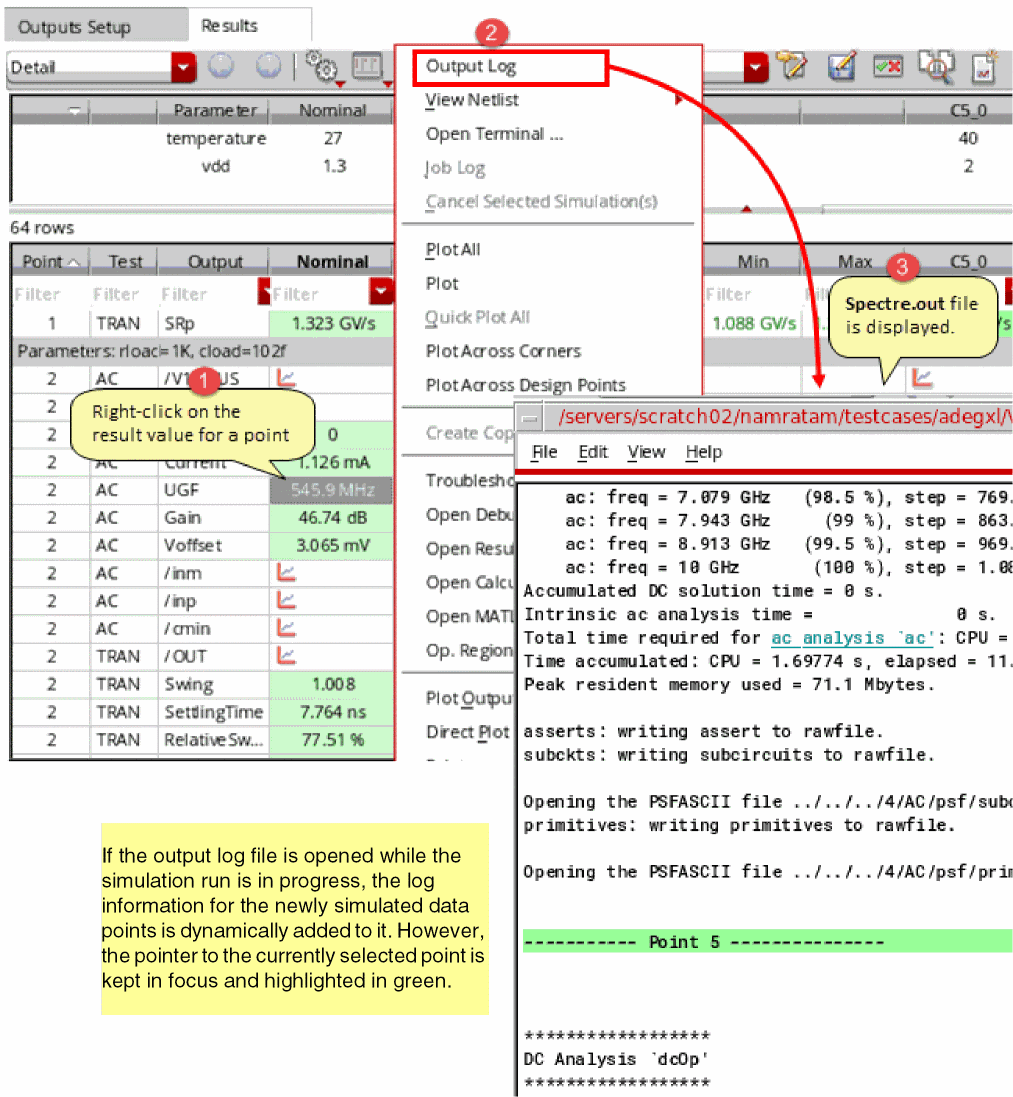 Outputs Setup
Results
Detail
Parameter Nominal C5_0
temperature 27 40
vdd 1.3 2
64 rows
Point Test Output Nominal Min Max C5_0
Filter Filter Filter Filter Filter
1 TRAN SRp 1.323 GV/s 1.088 GV/s
Parameters: rload=1K, cload=102f
2 AC
2
2 0
2 AC Current 1.126 mA
2 AC UGF 545.9 MHz
2 AC Gain 46.74 dB
2 AC Voffset 3.065 mV
2 AC /inm
2 AC /inp
2 AC /cmin
2 TRAN /OUT
2 TRAN Swing 1.008
2 TRAN SettlingTime 7.764 ns
2 TRAN RelativeSw... 77.51 %
1
Right-click on the
result value for a point
2
Output Log
View Netlist
Open Terminal ...
Job Log
Cancel Selected Simulation(s)
Plot All
Plot
Quick Plot All
Plot Across Corners
Plot Across Design Points
Create Cop
Troublesho
Open Debu
Open Resu
Open Calcu
Open MATL
Op. Region
Plot Outpu
Direct Plot
3
Spectre.out file
is displayed.
/servers/scratch02/namratam/testcases/adegxl/
File Edit View Help
ac: freq = 7.079 GHz (98.5 %), step = 769.
ac: freq = 7.943 GHz (99 %), step = 863.
ac: freq = 8.913 GHz (99.5 %), step = 969.
ac: freq = 10 GHz (100 %), step = 1.08
Accumulated DC solution time = 0 s.
Intrinsic ac analysis time = 0 s.
Total time required for ac analysis `ac': CPU =
Time accumulated: CPU = 1.69774 s, elapsed = 11.
Peak resident memory used = 71.1 Mbytes.
asserts: writing assert to rawfile.
subckts: writing subcircuits to rawfile.
Opening the PSFASCII file ../../../4/AC/psf/subc
primitives: writing primitives to rawfile.
Opening the PSFASCII file ../../../4/AC/psf/prim
----------- Point 5 ---------------
******************
DC Analysis `dcOp'
******************
If the output log file is opened while the
simulation run is in progress, the log
information for the newly simulated data
points is dynamically added to it. However,
the pointer to the currently selected point is
kept in focus and highlighted in green.